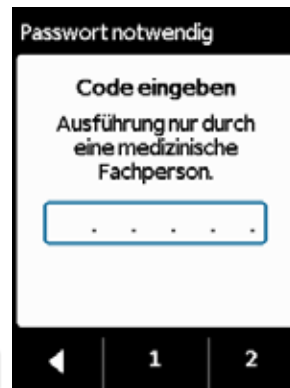 Passwort notwendig
Code eingeben
Ausführung nur durch
eine medizinische
Fachperson.
. . . . .
1 2